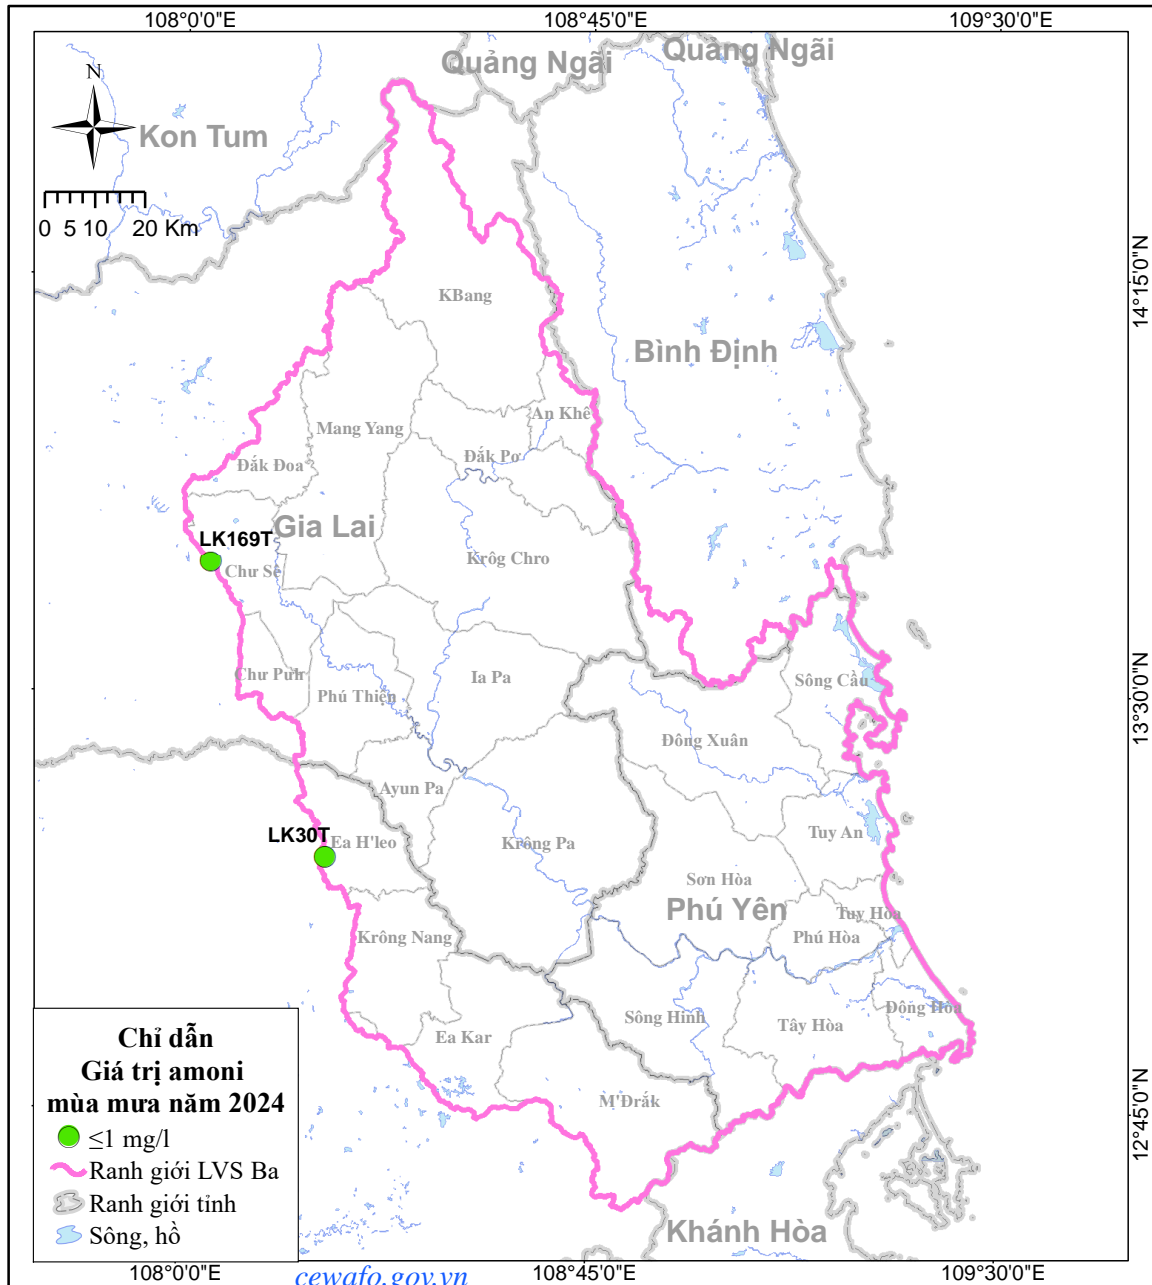 108°0'0"E
108°45'0"E
109°30'0"E
Quảng Ngãi
Quảng Ngãi
N
Kon Tum
0 5 10 20 Km
14°15'0"N
KBang
Bình Định
An Khê
Mang Yang
Đắk Pơ
Đắk Đoa
Gia Lai
LK169T
Krôg Chro
Chư Sê
Chư Pưh
Ia Pa
Phú Thiện
Sông Cầu
13°30'0"N
Đông Xuân
Ayun Pa
LK30T
Ea H'leo
Krông Pa
Tuy An
Sơn Hòa
Phú Yên
Tuy Hòa
Krông Nang
Phú Hòa
Đông Hòa
Sông Hinh
Tây Hòa
Ea Kar
M'Đrắk
12°45'0"N
Chỉ dẫn
Giá trị amoni
mùa mưa năm 2024
≤1 mg/l
Ranh giới LVS Ba
Ranh giới tỉnh
Sông, hồ
Khánh Hòa
108°0'0"E
cewafo.gov.vn
108°45'0"E
109°30'0"E